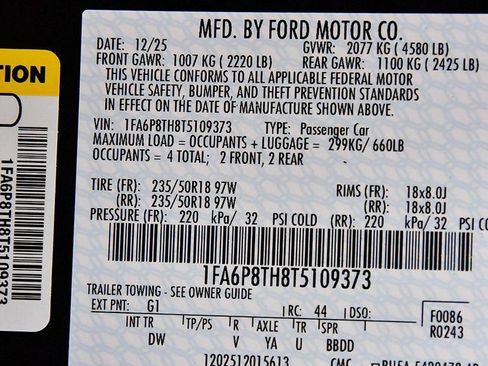 MFD. BY FORD MOTOR CO.
DATE: 12/25 GVWR: 2077 KG ( 4580 LB)
FRONT GAWR: 1007 KG ( 2220 LB) REAR GAWR: 1100 KG ( 2425 LB)
THIS VEHICLE CONFORMS TO ALL APPLICABLE FEDERAL MOTOR
VEHICLE SAFETY, BUMPER, AND THEFT PREVENTION STANDARDS
IN EFFECT ON THE DATE OF MANUFACTURE SHOWN ABOVE.
VIN: 1FA6P8TH8T5109373 TYPE: Passenger Car
MAXIMUM LOAD = OCCUPANTS + LUGGAGE = 299KG/ 660LB
OCCUPANTS = 4 TOTAL; 2 FRONT, 2 REAR
TIRE (FR): 235/50R18 97W RIMS (FR): 18x8.0J
(RR): 235/50R18 97W (RR): 18x8.0J
PRESSURE (FR): 220 kPa/ 32 PSI COLD (RR): 220 kPa/ 32 PSI COLD
1FA6P8TH8T5109373
TRAILER TOWING - SEE OWNER GUIDE
EXT PNT: G1 RC: 44 DSO: F0086
INT TR TP/PS R AXLE TR SPR R0243
DW V YA U BBDD
1202512015613 CMC
TION
1FA6P8TH8T5109373